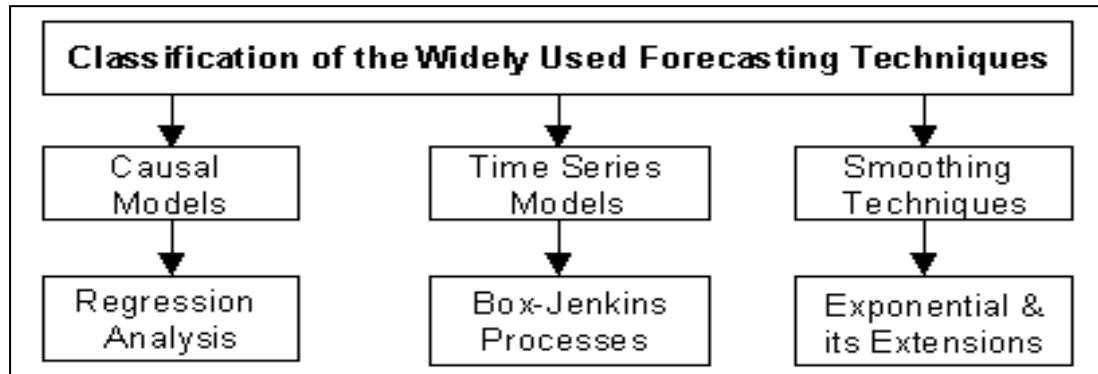 Classification of the Widely Used Forecasting Techniques
Causal
Models
Time Series
Models
Smoothing
Techniques
Regression
Analysis
Box-Jenkins
Processes
Exponential &
its Extensions